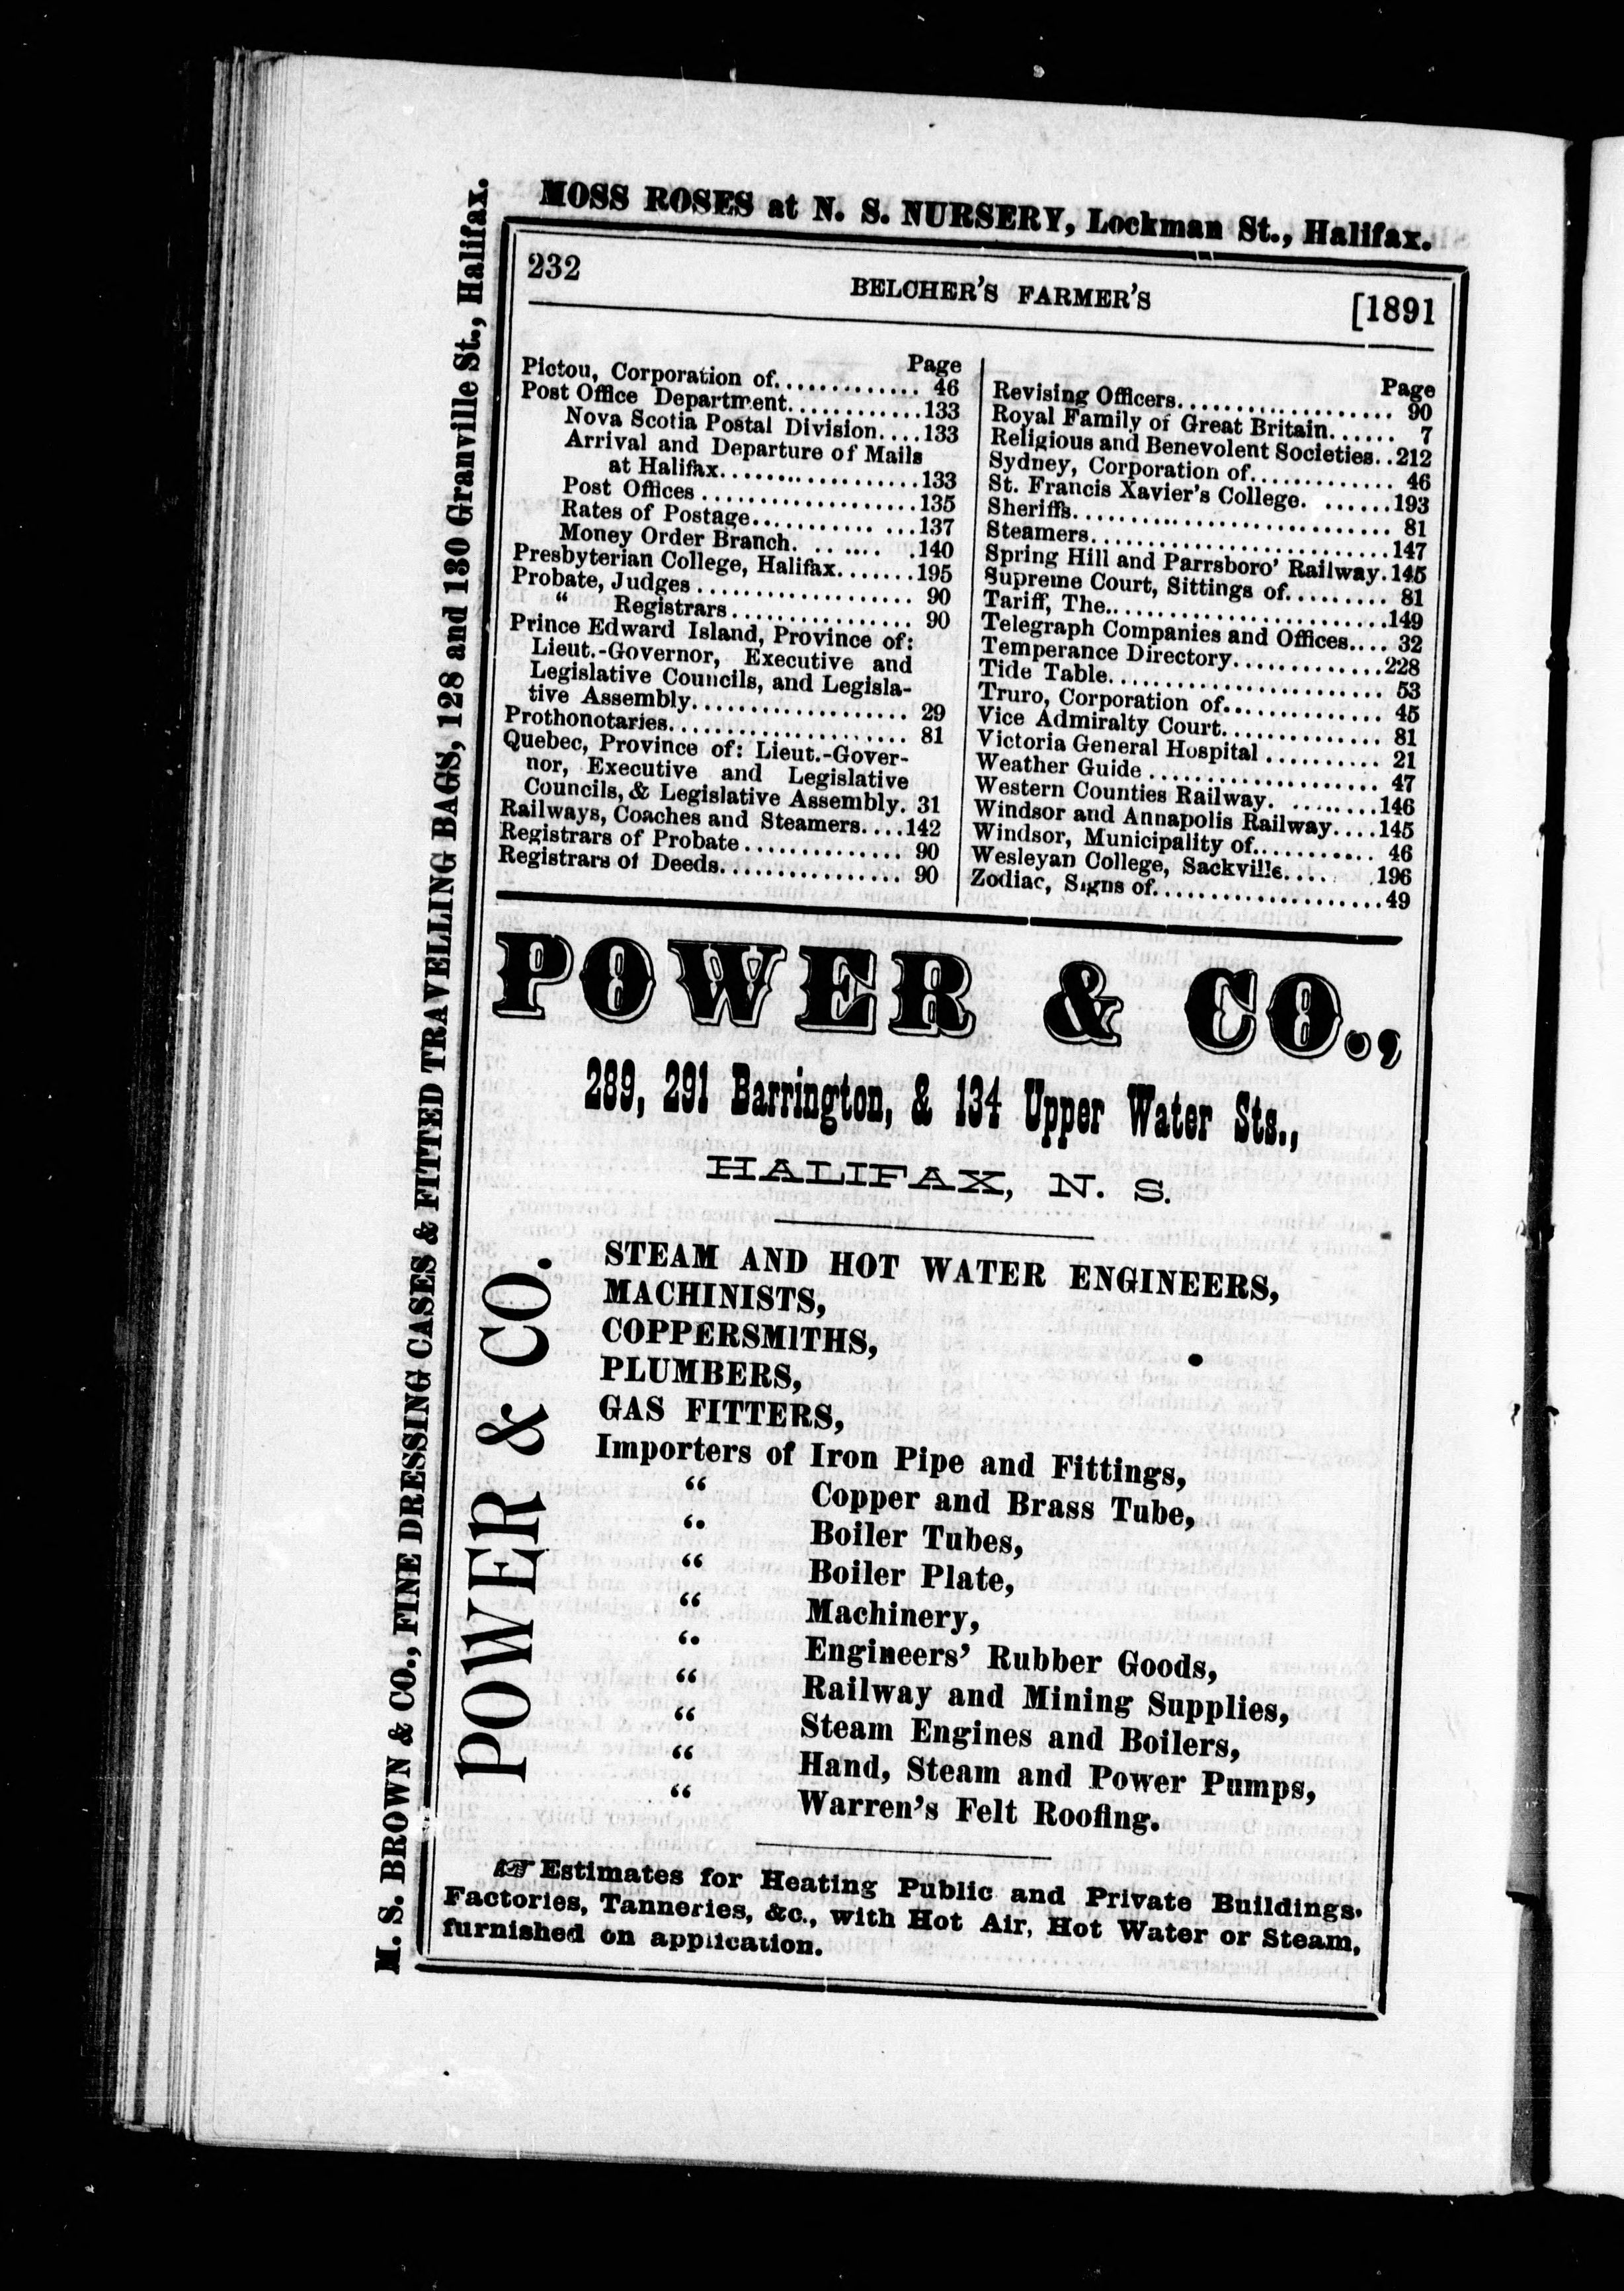 MOSS ROSES at N. S. NURSERY, Lockman St., Halifax.
M. S. BROWN & CO., FINE DRESSING CASES & FITTED TRAVELLING BAGS, 128 and 130 Granville St., Halifax.
232 BELCHER'S FARMER'S [1891
Page
Pictou, Corporation of............. 46
Post Office Department............133
Nova Scotia Postal Division....133
Arrival and Departure of Mails
at Halifax....................133
Post Offices...................135
Rates of Postage..............137
Money Order Branch........140
Presbyterian College, Halifax.......195
Probate, Judges................... 90
“ Registrars................ 90
Prince Edward Island, Province of:
Lieut.-Governor, Executive and
Legislative Councils, and Legisla-
tive Assembly................... 29
Prothonotaries..................... 81
Quebec, Province of: Lieut.-Gover-
nor, Executive and Legislative
Councils, & Legislative Assembly. 31
Railways, Coaches and Steamers....142
Registrars of Probate.............. 90
Registrars of Deeds................ 90
Page
Revising Officers................... 90
Royal Family of Great Britain...... 7
Religious and Benevolent Societies..212
Sydney, Corporation of............. 46
St. Francis Xavier's College. ......193
Sheriffs............................ 81
Steamers...........................147
Spring Hill and Parrsboro' Railway.145
Supreme Court, Sittings of......... 81
Tariff, The.........................149
Telegraph Companies and Offices.... 32
Temperance Directory.............228
Tide Table......................... 53
Truro, Corporation of.............. 45
Vice Admiralty Court.............. 81
Victoria General Hospital.......... 21
Weather Guide..................... 47
Western Counties Railway. ........146
Windsor and Annapolis Railway....145
Windsor, Municipality of........... 46
Wesleyan College, Sackville..... .196
Zodiac, Signs of.....................49
POWER & CO.,
289, 291 Barrington, & 134 Upper Water Sts.,
HALIFAX, N. S.
POWER & CO.
STEAM AND HOT WATER ENGINEERS,
MACHINISTS,
COPPERSMITHS,
PLUMBERS,
GAS FITTERS,
Importers of Iron Pipe and Fittings,
“ Copper and Brass Tube,
“ Boiler Tubes,
“ Boiler Plate,
“ Machinery,
“ Engineers' Rubber Goods,
“ Railway and Mining Supplies,
“ Steam Engines and Boilers,
“ Hand, Steam and Power Pumps,
“ Warren's Felt Roofing.
☞ Estimates for Heating Public and Private Buildings.
Factories, Tanneries, &c., with Hot Air, Hot Water or Steam,
furnished on application.